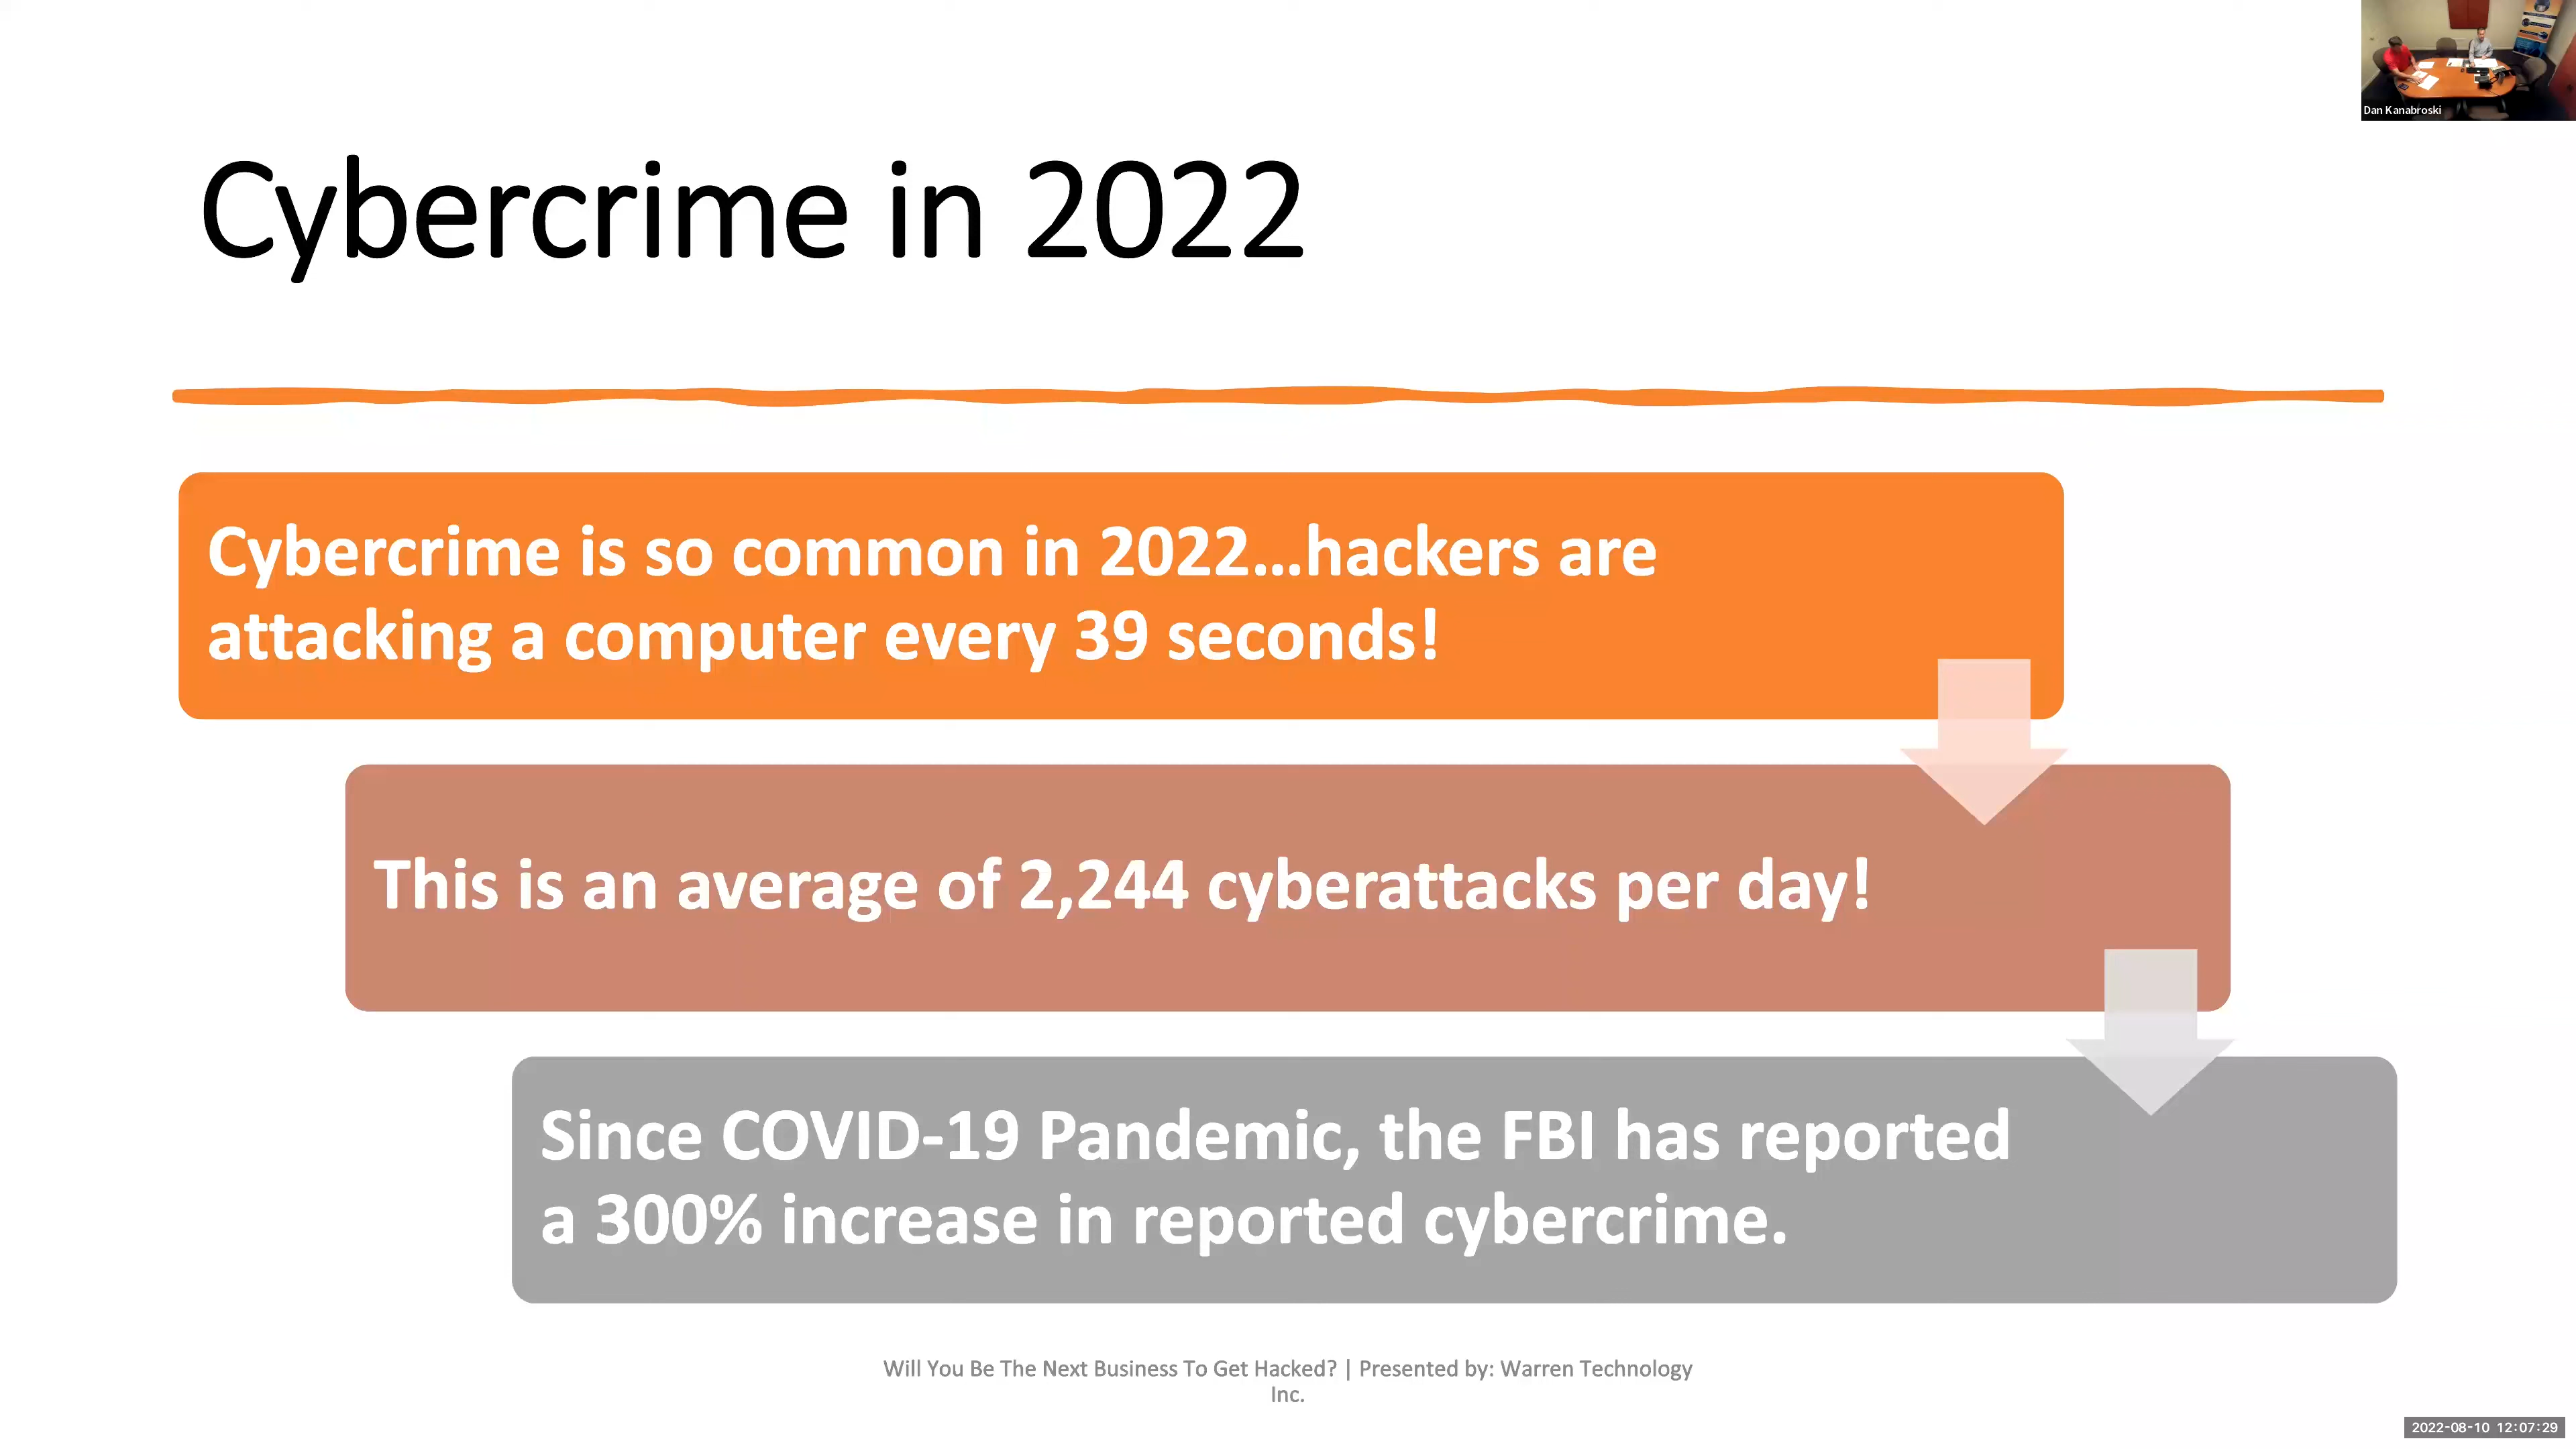 Dan Kanabroski
Cybercrime in 2022
Cybercrime is so common in 2022...hackers are
attacking a computer every 39 seconds!
This is an average of 2,244 cyberattacks per day!
Since COVID-19 Pandemic, the FBI has reported
a 300% increase in reported cybercrime.
Will You Be The Next Business To Get Hacked? | Presented by: Warren Technology
Inc.
2022-08-10 12:07:29